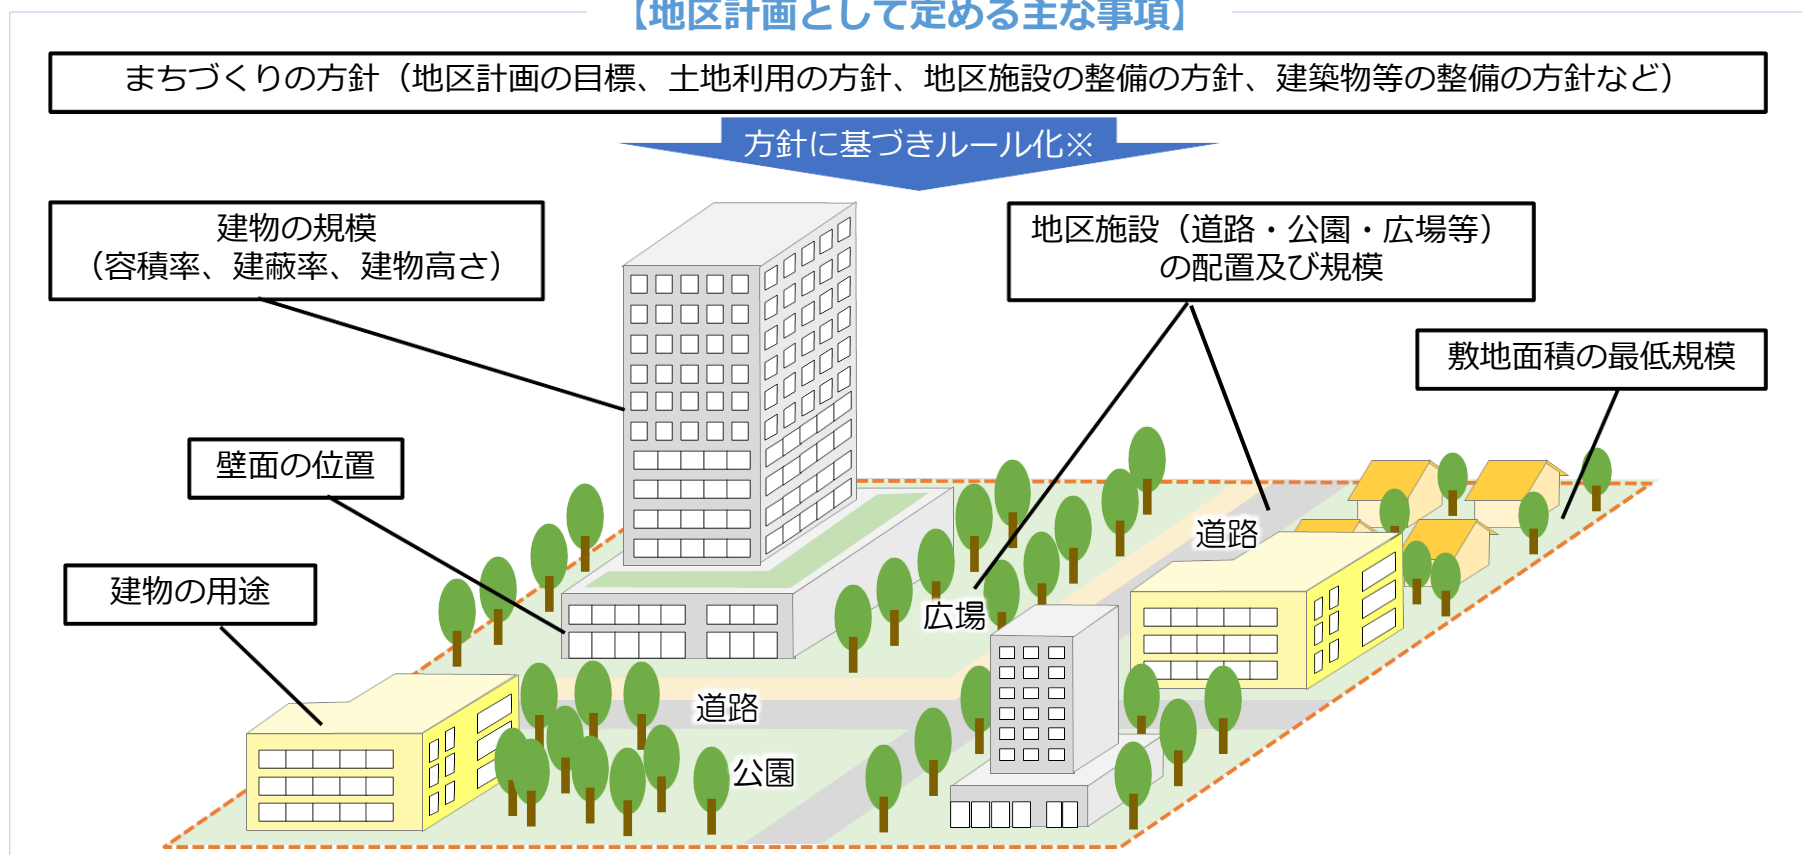 【地区計画として定める主な事項】
まちづくりの方針（地区計画の目標、土地利用の方針、地区施設の整備の方針、建築物等の整備の方針など）
方針に基づきルール化※
建物の規模
（容積率、建蔽率、建物高さ）
地区施設（道路・公園・広場等）
の配置及び規模
敷地面積の最低規模
壁面の位置
道路
建物の用途
広場
道路
公園